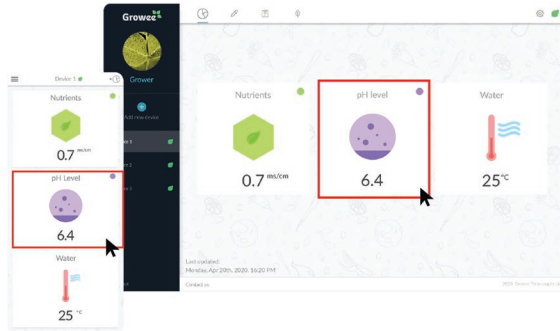 Growee
Grower
Add new device
Device 1
Nutrients
0.7 ms/cm
pH Level
6.4
Water
25 °C
Nutrients
0.7 ms/cm
pH level
6.4
Water
25 °C
Last updated:
Monday, Apr 20th, 2020, 16:20 PM
Contact us